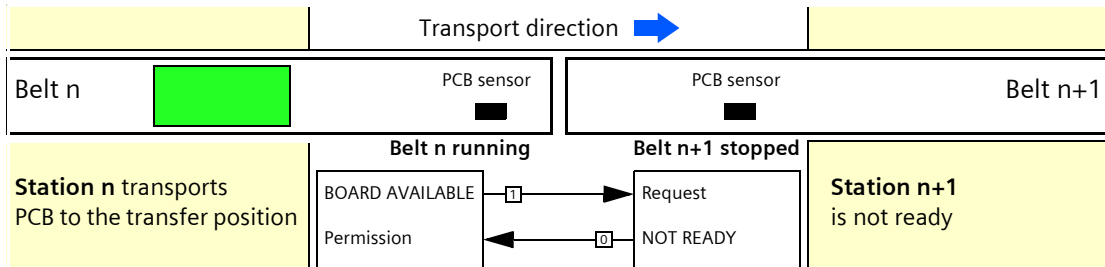 Transport direction
Belt n
PCB sensor
PCB sensor
Belt n+1
Belt n running
Belt n+1 stopped
Station n transports
PCB to the transfer position
BOARD AVAILABLE
1
Request
Permission
0
NOT READY
Station n+1
is not ready